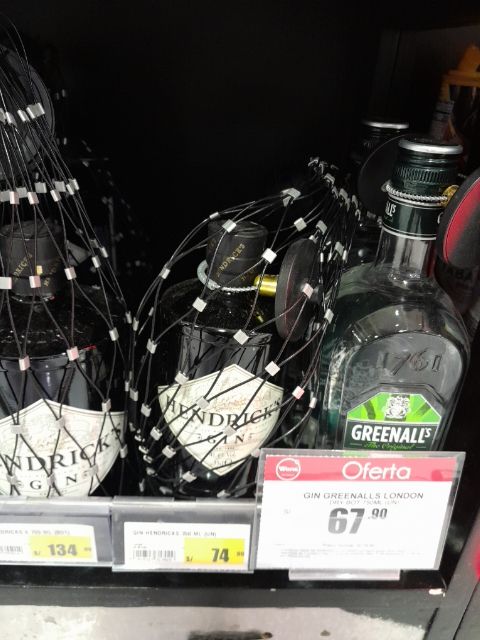 HENDRICK'S
HENDRICK'S
GIN
NDRICK'S
GIN
1761
GREENALL'S
The Original
Wong
Oferta
GIN GREENALLS LONDON
DRY BOT 750ML (UN)
S/
67.90
GIN HENDRICKS 350 ML (UN)
S/ 74
S/ 134